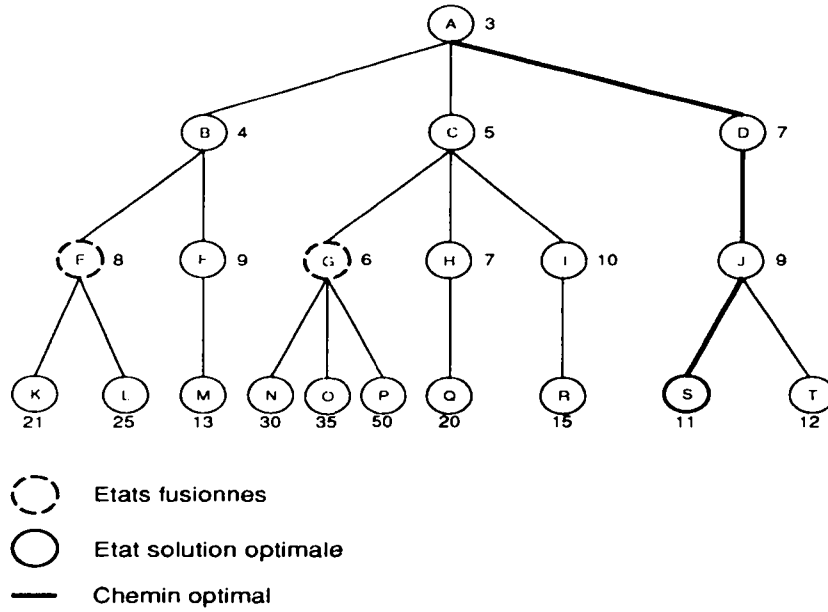 A 3
B 4 C 5 D 7
F 8 F 9 G 6 H 7 I 10 J 9
K L M N O P Q R S T
21 25 13 30 35 50 20 15 11 12
Etats fusionnes
Etat solution optimale
Chemin optimal